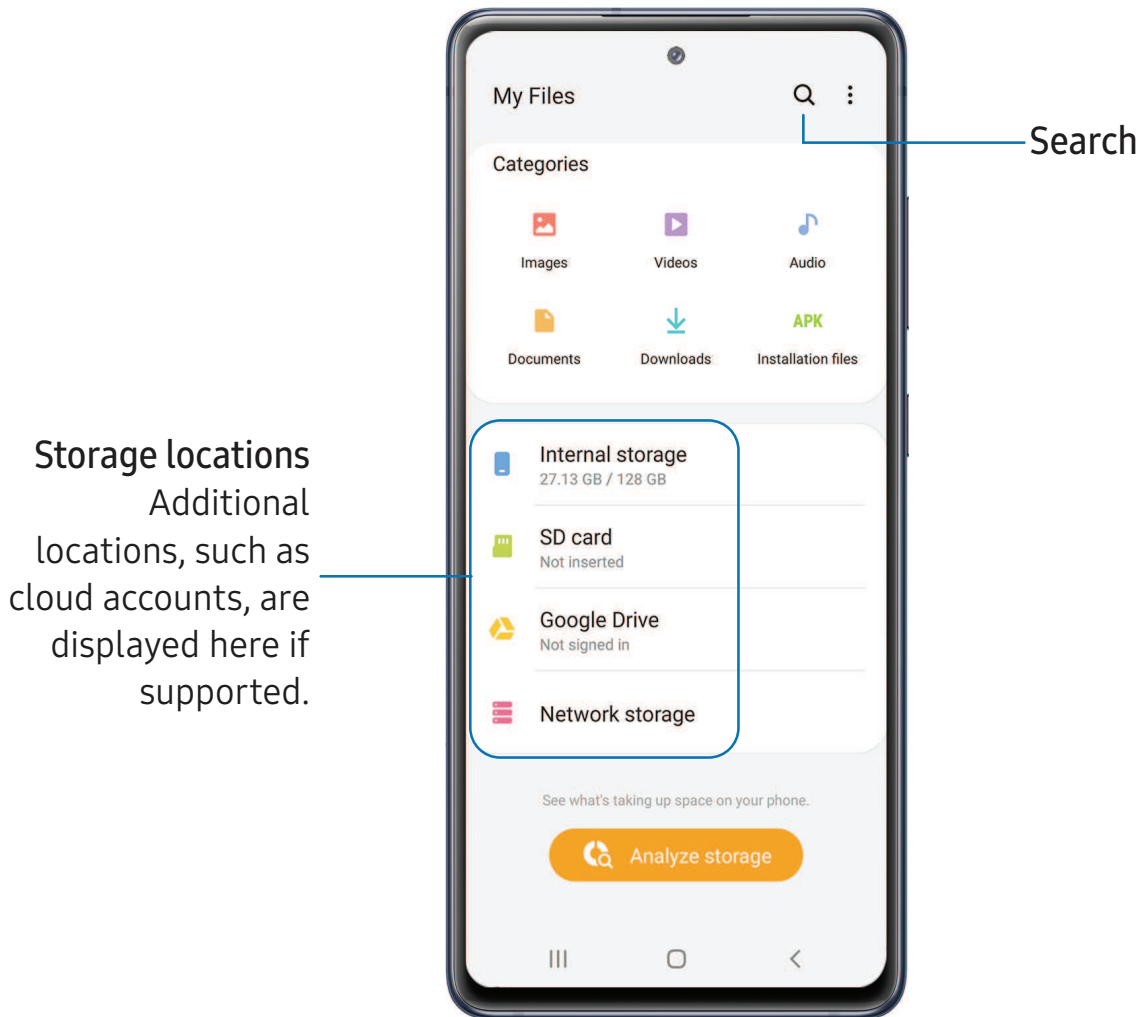 My Files
Search
Categories
Images Videos Audio
APK
Documents Downloads Installation files
Storage locations
Additional
locations, such as
cloud accounts, are
displayed here if
supported.
Internal storage
27.13 GB / 128 GB
SD card
Not inserted
Google Drive
Not signed in
Network storage
See what's taking up space on your phone.
Analyze storage